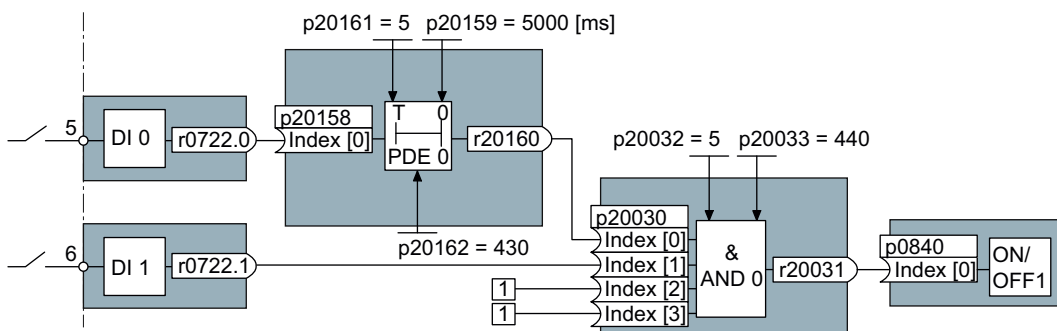 p20161 = 5
p20159 = 5000 [ms]
5
DI 0
r0722.0
p20158
Index [0]
T 0
PDE 0
r20160
p20162 = 430
p20032 = 5
p20033 = 440
6
DI 1
r0722.1
1
1
p20030
Index [0]
Index [1]
Index [2]
Index [3]
&
AND 0
r20031
p0840
Index [0]
ON/
OFF1